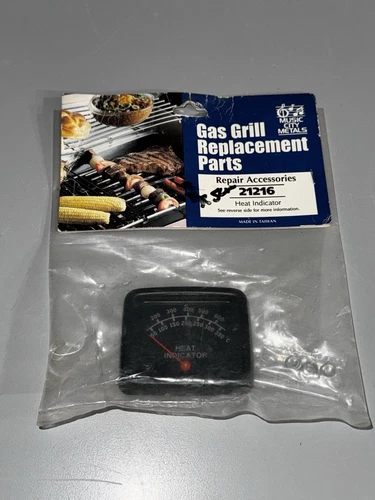 MUSIC
CITY
METALS
Gas Grill
Replacement
Parts
Repair Accessories
21216
Heat Indicator
See reverse side for more information.
MADE IN TAIWAN
HEAT
INDICATOR